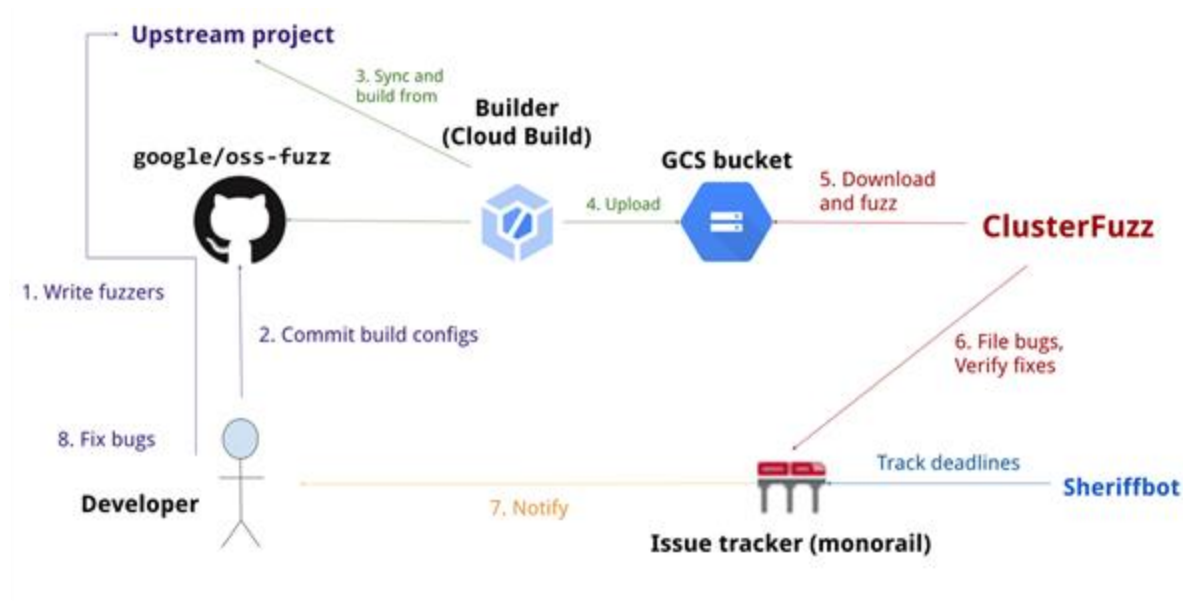 Upstream project
3. Sync and
build from
Builder
(Cloud Build)
google/oss-fuzz
GCS bucket
4. Upload
5. Download
and fuzz
ClusterFuzz
1. Write fuzzers
2. Commit build configs
6. File bugs,
Verify fixes
8. Fix bugs
Developer
7. Notify
Track deadlines
Sheriffbot
Issue tracker (monorail)